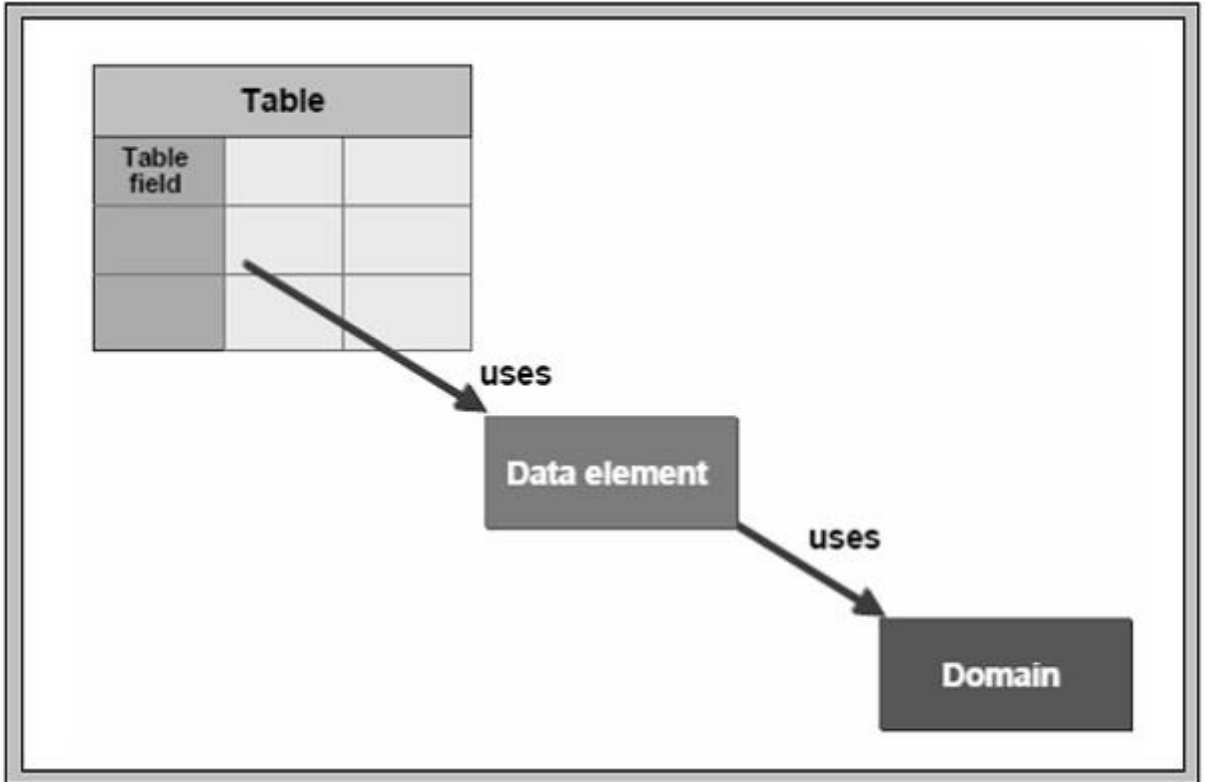 Table
Table
field
uses
Data element
uses
Domain